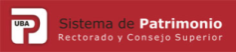 UBA
Sistema de Patrimonio
Rectorado y Consejo Superior